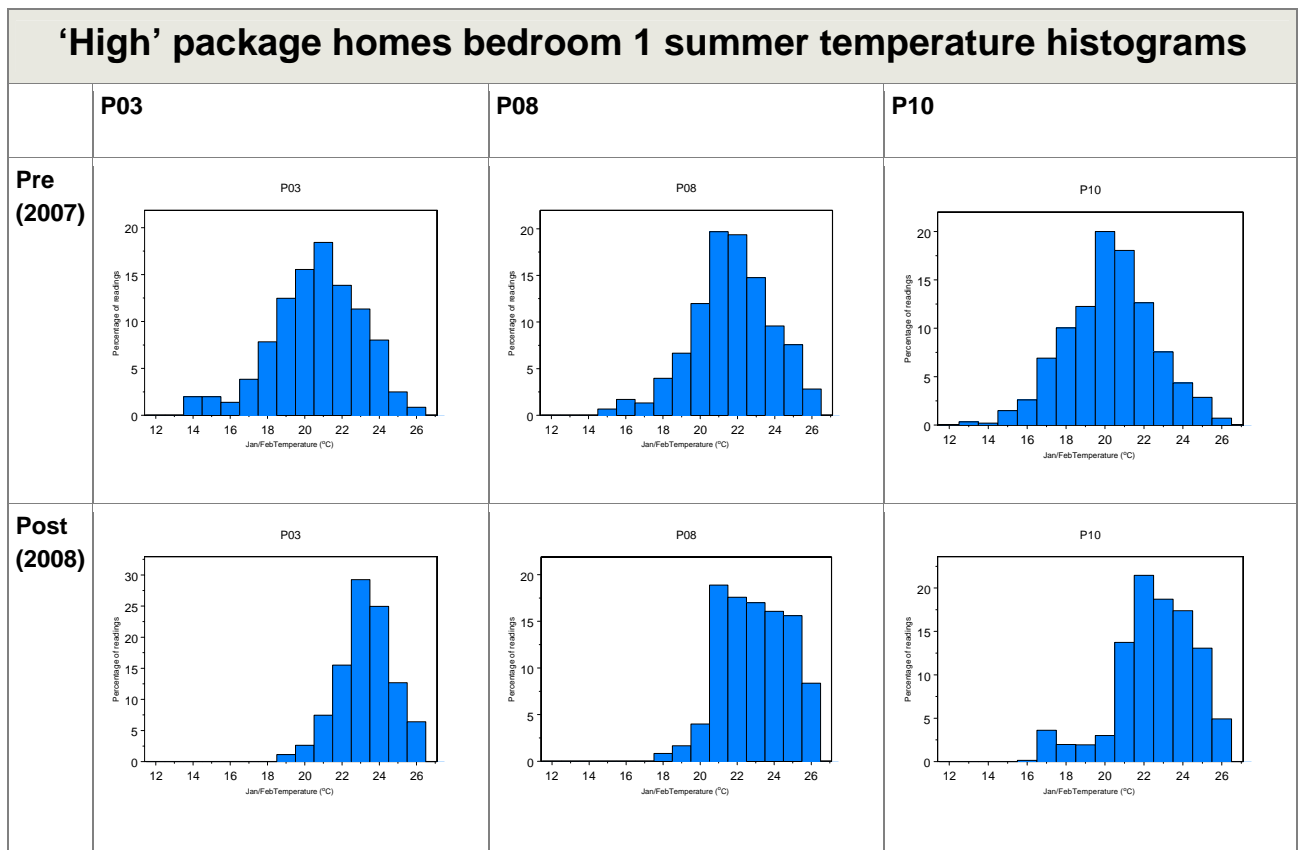 ‘High’ package homes bedroom 1 summer temperature histograms
P03
P08
P10
Pre
(2007)
P03
20
15
10
5
0
Percentage of readings
12 14 16 18 20 22 24 26
Jan/FebTemperature (°C)
P08
20
15
10
5
0
Percentage of readings
12 14 16 18 20 22 24 26
Jan/FebTemperature (°C)
P10
20
15
10
5
0
Percentage of readings
12 14 16 18 20 22 24 26
Jan/FebTemperature (°C)
Post
(2008)
P03
30
25
20
15
10
5
0
Percentage of readings
12 14 16 18 20 22 24 26
Jan/FebTemperature (°C)
P08
20
15
10
5
0
Percentage of readings
12 14 16 18 20 22 24 26
Jan/FebTemperature (°C)
P10
20
15
10
5
0
Percentage of readings
12 14 16 18 20 22 24 26
Jan/FebTemperature (°C)